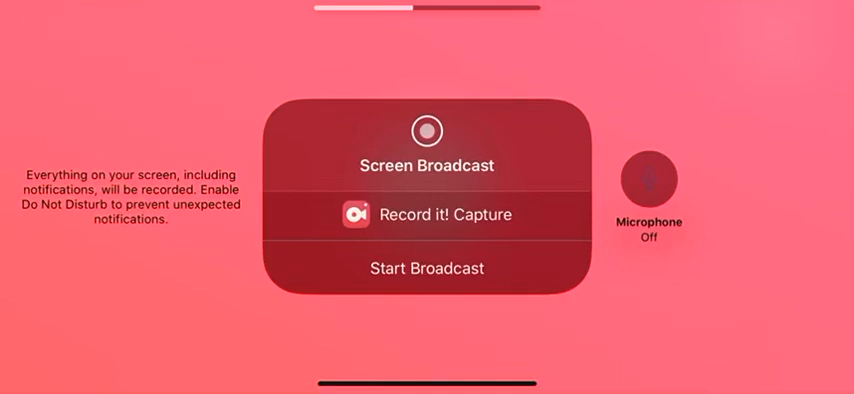 Everything on your screen, including
notifications, will be recorded. Enable
Do Not Disturb to prevent unexpected
notifications.
Screen Broadcast
Record it! Capture
Start Broadcast
Microphone
Off